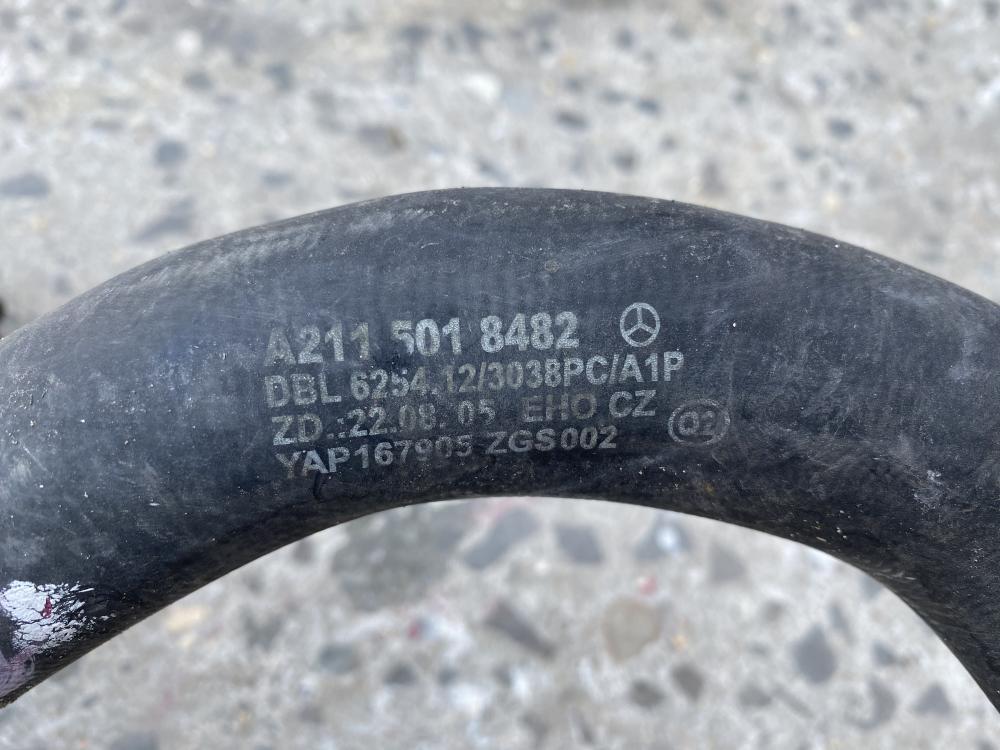 A211 501 8482
DBL 6254.12/3038PC/A1P
ZD.:22.08.05 EHO CZ
Q2
YAP167905 ZGS002